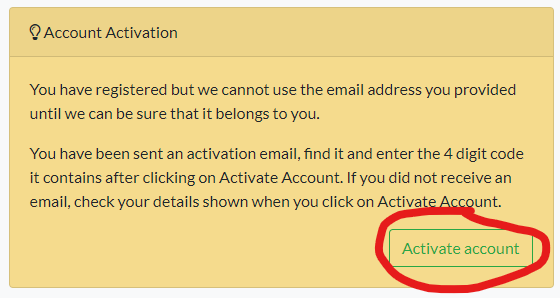 Account Activation
You have registered but we cannot use the email address you provided
until we can be sure that it belongs to you.
You have been sent an activation email, find it and enter the 4 digit code
it contains after clicking on Activate Account. If you did not receive an
email, check your details shown when you click on Activate Account.
Activate account